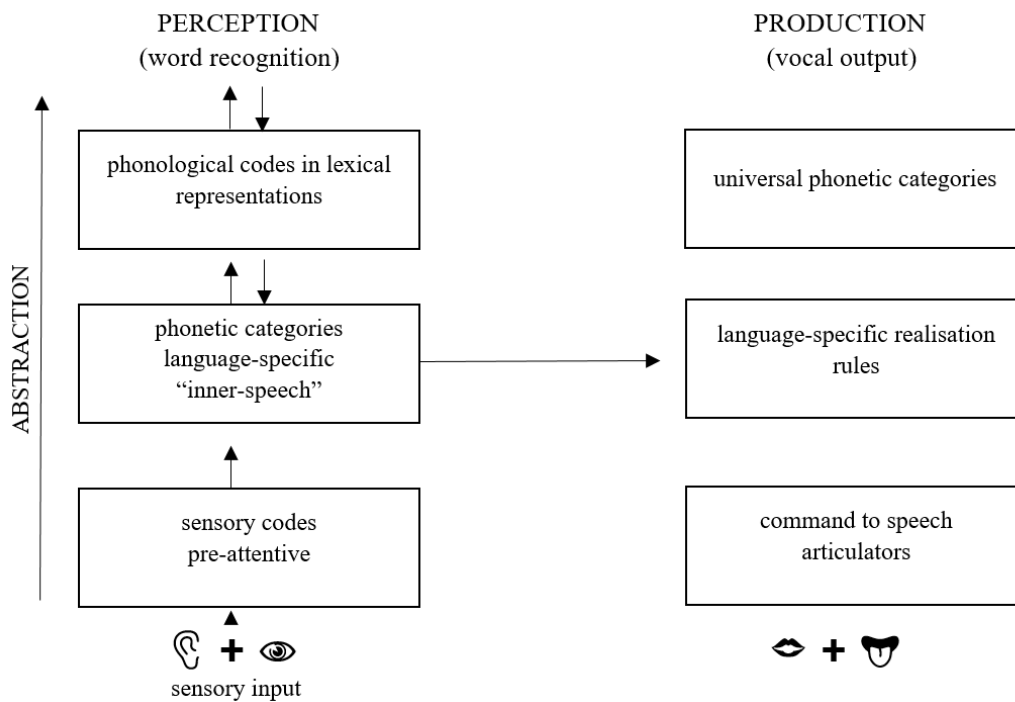 PERCEPTION
(word recognition)
PRODUCTION
(vocal output)
ABSTRACTION
phonological codes in lexical
representations
universal phonetic categories
phonetic categories
language-specific
“inner-speech”
language-specific realisation
rules
sensory codes
pre-attentive
command to speech
articulators
sensory input